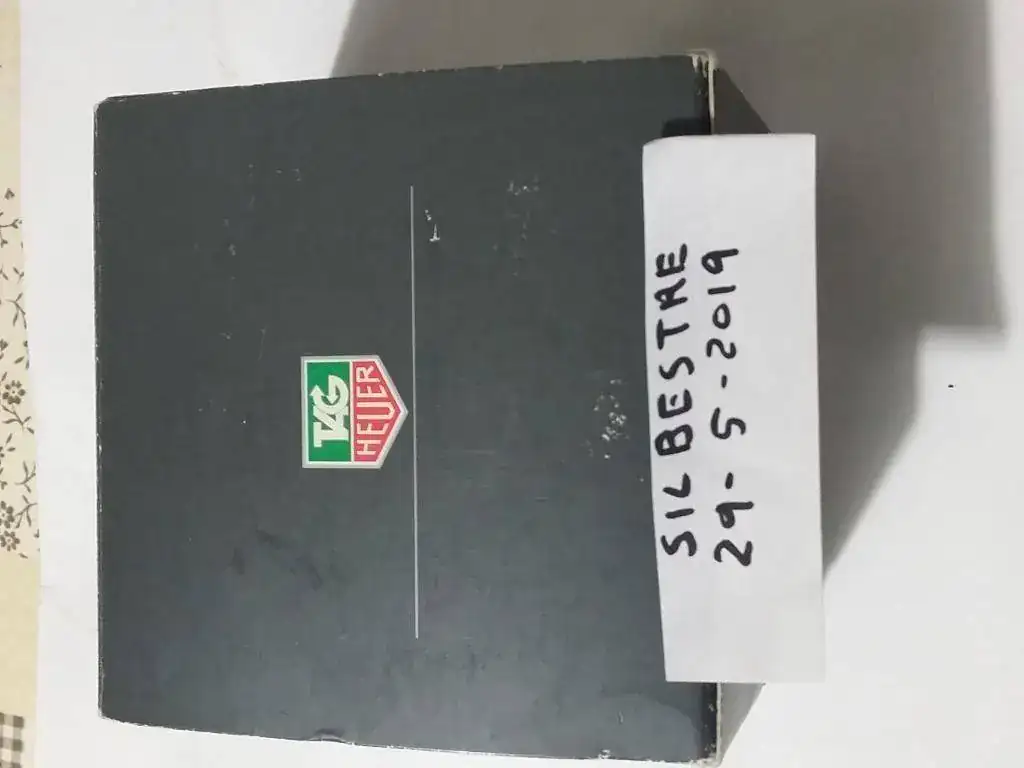 TAG
HEUER
SILBESTRE
29-5-2019